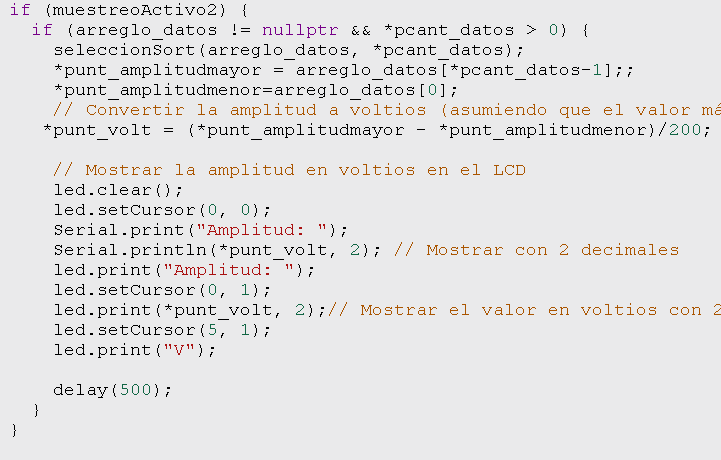 if (muestreoActivo2) {
if (arreglo_datos != nullptr && *pcant_datos > 0) {
seleccionSort(arreglo_datos, *pcant_datos);
*punt_amplitudmayor = arreglo_datos[*pcant_datos-1];;
*punt_amplitudmenor=arreglo_datos[0];
// Convertir la amplitud a voltios (asumiendo que el valor má
*punt_volt = (*punt_amplitudmayor - *punt_amplitudmenor)/200;
// Mostrar la amplitud en voltios en el LCD
led.clear();
led.setCursor(0, 0);
Serial.print("Amplitud: ");
Serial.println(*punt_volt, 2); // Mostrar con 2 decimales
led.print("Amplitud: ");
led.setCursor(0, 1);
led.print(*punt_volt, 2);// Mostrar el valor en voltios con 2
led.setCursor(5, 1);
led.print("V");
delay(500);
}
}